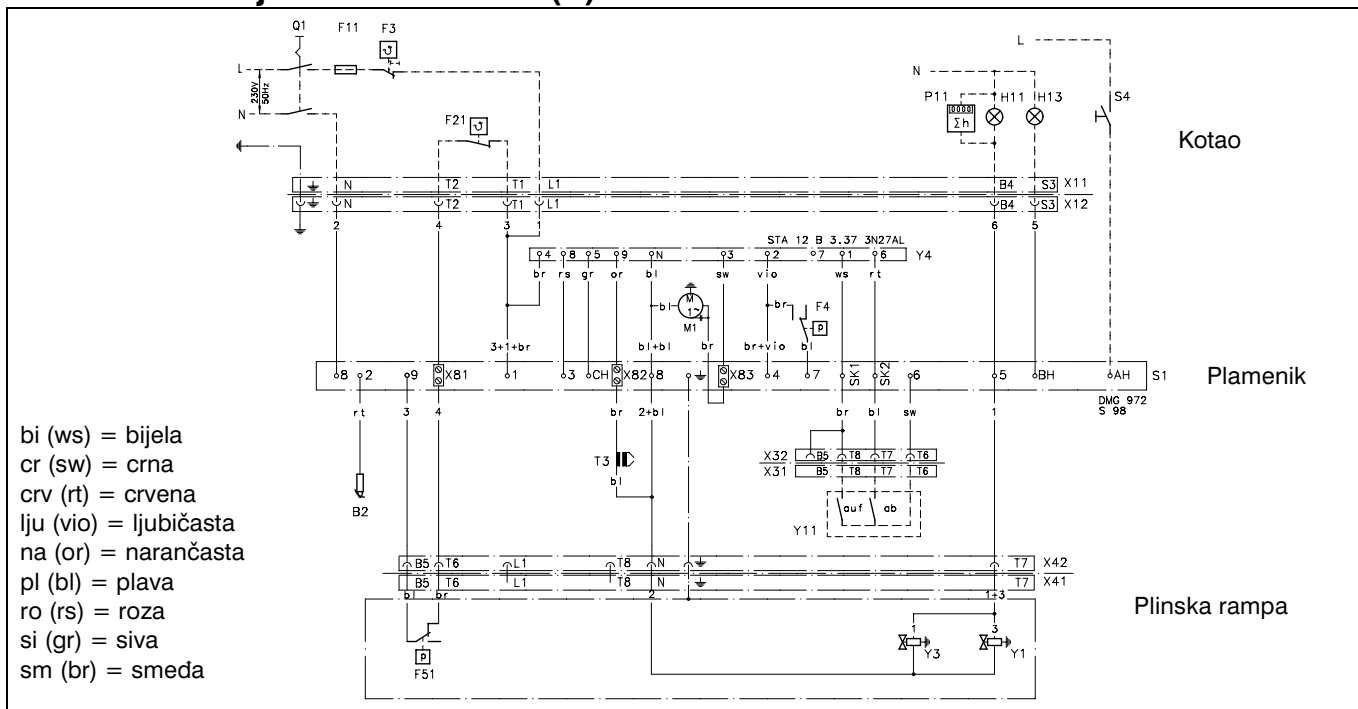 Q1 F11 F3
L
230V
50Hz
N
F21
L
N
P11 H11 H13 S4
0000
Σh
Kotao
N T2 T1 L1 B4 S3 X11
N T2 T1 L1 B4 S3 X12
2 4 3 6 5
STA 12 B 3.37 3N27AL
4 8 5 9 N 3 2 7 1 6 Y4
br rs gr or bl sw vio ws rt
bl M 1~ br F4
M1 P
3+1+br bl+bl br br+vio bl
8 2 9 X81 1 3 CH X82 8 X83 4 7 SK1 SK2 6 5 BH AH S1
Plamenik
DMG 972
S 98
rt 3 4 br 2+bl br bl sw 1
bi (ws) = bijela
cr (sw) = crna
crv (rt) = crvena
lju (vio) = ljubičasta
na (or) = narančasta
pl (bl) = plava
ro (rs) = roza
si (gr) = siva
sm (br) = smeđa
X32 B5 T8 T7 T6
X31 B5 T8 T7 T6
T3
bl
B2
auf ab
Y11
B5 T6 L1 T8 N T7 X42
B5 T6 L1 T8 N T7 X41
bl br 2 1+3
Plinska rampa
1 3
Y3 Y1
P
F51